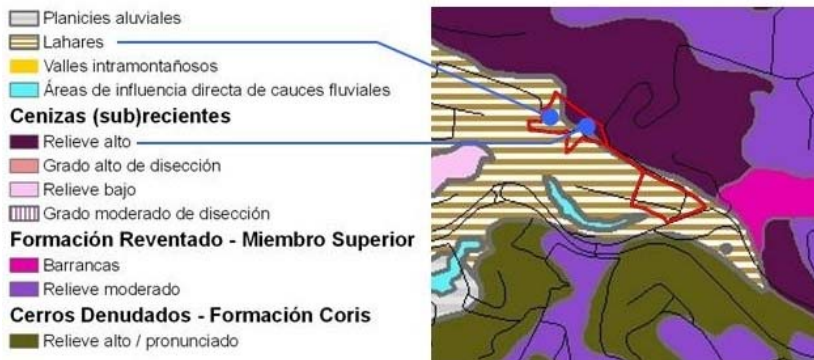 Planicies aluviales
Lahares
Valles intramontañosos
Áreas de influencia directa de cauces fluviales
Cenizas (sub)recientes
Relieve alto
Grado alto de disección
Relieve bajo
Grado moderado de disección
Formación Reventado - Miembro Superior
Barrancas
Relieve moderado
Cerros Denudados - Formación Coris
Relieve alto / pronunciado